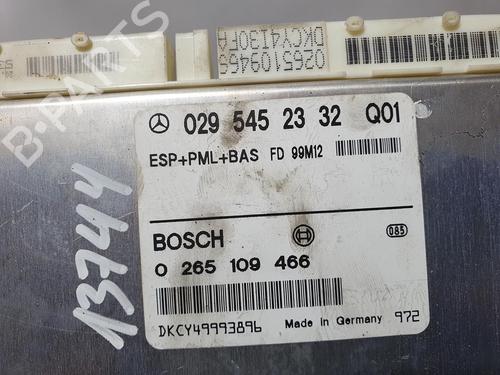 0265109466
DKCY4130FA
029 545 23 32 Q01
ESP+PML+BAS FD 99M12
BOSCH
085
0 265 109 466
DKCY49993896 Made in Germany 972
13744
B-PARTS